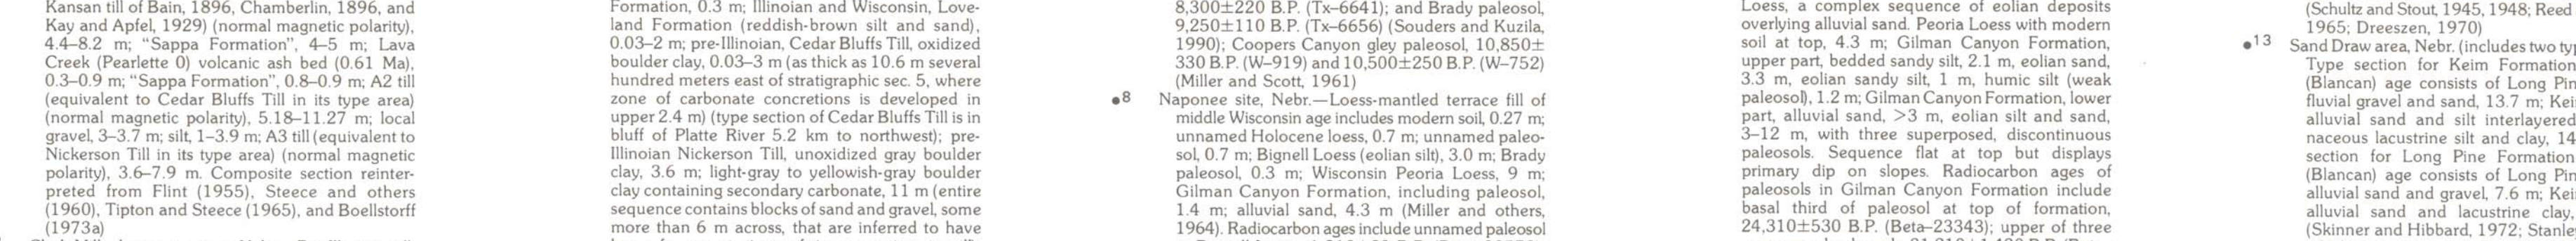 Kansan till of Bain, 1896, Chamberlin, 1896, and
Kay and Apfel, 1929) (normal magnetic polarity),
4.4–8.2 m; “Sappa Formation”, 4–5 m; Lava
Creek (Pearlette 0) volcanic ash bed (0.61 Ma),
0.3–0.9 m; “Sappa Formation”, 0.8–0.9 m; A2 till
(equivalent to Cedar Bluffs Till in its type area)
(normal magnetic polarity), 5.18–11.27 m; local
gravel, 3–3.7 m; silt, 1–3.9 m; A3 till (equivalent to
Nickerson Till in its type area) (normal magnetic
polarity), 3.6–7.9 m. Composite section reinter-
preted from Flint (1955), Steece and others
(1960), Tipton and Steece (1965), and Boellstorff
(1973a)
Formation, 0.3 m; Illinoian and Wisconsin, Love-
land Formation (reddish-brown silt and sand),
0.03–2 m; pre-Illinoian, Cedar Bluffs Till, oxidized
boulder clay, 0.03–3 m (as thick as 10.6 m several
hundred meters east of stratigraphic sec. 5, where
zone of carbonate concretions is developed in
upper 2.4 m) (type section of Cedar Bluffs Till is in
bluff of Platte River 5.2 km to northwest); pre-
Illinoian Nickerson Till, unoxidized gray boulder
clay, 3.6 m; light-gray to yellowish-gray boulder
clay containing secondary carbonate, 11 m (entire
sequence contains blocks of sand and gravel, some
more than 6 m across, that are inferred to have
8,300±220 B.P. (Tx–6641); and Brady paleosol,
9,250±110 B.P. (Tx–6656) (Souders and Kuzila,
1990); Coopers Canyon gley paleosol, 10,850±
330 B.P. (W–919) and 10,500±250 B.P. (W–752)
(Miller and Scott, 1961)
●8 Naponee site, Nebr.—Loess-mantled terrace fill of
middle Wisconsin age includes modern soil, 0.27 m;
unnamed Holocene loess, 0.7 m; unnamed paleo-
sol, 0.7 m; Bignell Loess (eolian silt), 3.0 m; Brady
paleosol, 0.3 m; Wisconsin Peoria Loess, 9 m;
Gilman Canyon Formation, including paleosol,
1.4 m; alluvial sand, 4.3 m (Miller and others,
1964). Radiocarbon ages include unnamed paleosol
Loess, a complex sequence of eolian deposits
overlying alluvial sand. Peoria Loess with modern
soil at top, 4.3 m; Gilman Canyon Formation,
upper part, bedded sandy silt, 2.1 m, eolian sand,
3.3 m, eolian sandy silt, 1 m, humic silt (weak
paleosol), 1.2 m; Gilman Canyon Formation, lower
part, alluvial sand, >3 m, eolian silt and sand,
3–12 m, with three superposed, discontinuous
paleosols. Sequence flat at top but displays
primary dip on slopes. Radiocarbon ages of
paleosols in Gilman Canyon Formation include
basal third of paleosol at top of formation,
24,310±530 B.P. (Beta–23343); upper of three
(Schultz and Stout, 1945, 1948; Reed
1965; Dreeszen, 1970)
●13 Sand Draw area, Nebr. (includes two
Type section for Keim Formation
(Blancan) age consists of Long
fluvial gravel and sand, 13.7 m;
alluvial sand and silt interlayered
naceous lacustrine silt and clay, 14
section for Long Pine Formation
(Blancan) age consists of Long
alluvial sand and gravel, 7.6 m;
alluvial sand and lacustrine clay,
(Skinner and Hibbard, 1972;